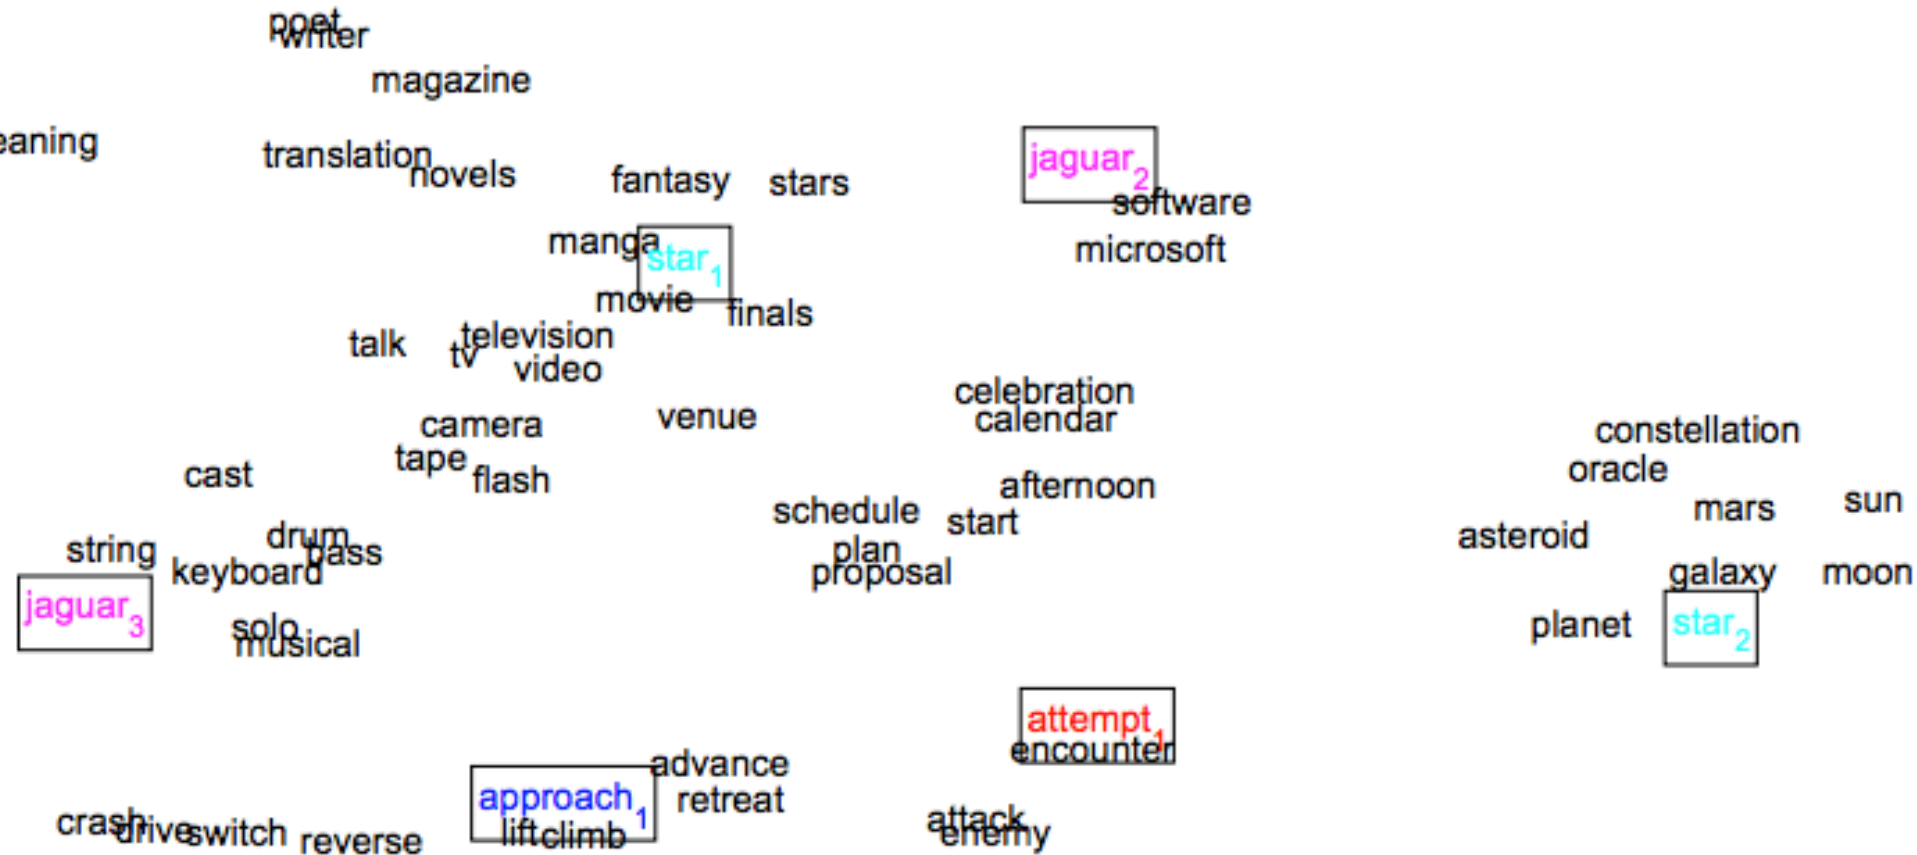 poet
writer
magazine
eaning
translation
novels
fantasy
stars
jaguar2
software
manga
star1
microsoft
movie
finals
talk
television
tv
video
celebration
calendar
venue
camera
constellation
tape
oracle
cast
flash
afternoon
sun
mars
schedule
start
asteroid
drum
bass
string
plan
keyboard
proposal
galaxy
moon
jaguar3
solo
musical
planet
star2
attempt1
encounter
advance
approach1
retreat
crash
drive
switch
reverse
lift
climb
attack
enemy